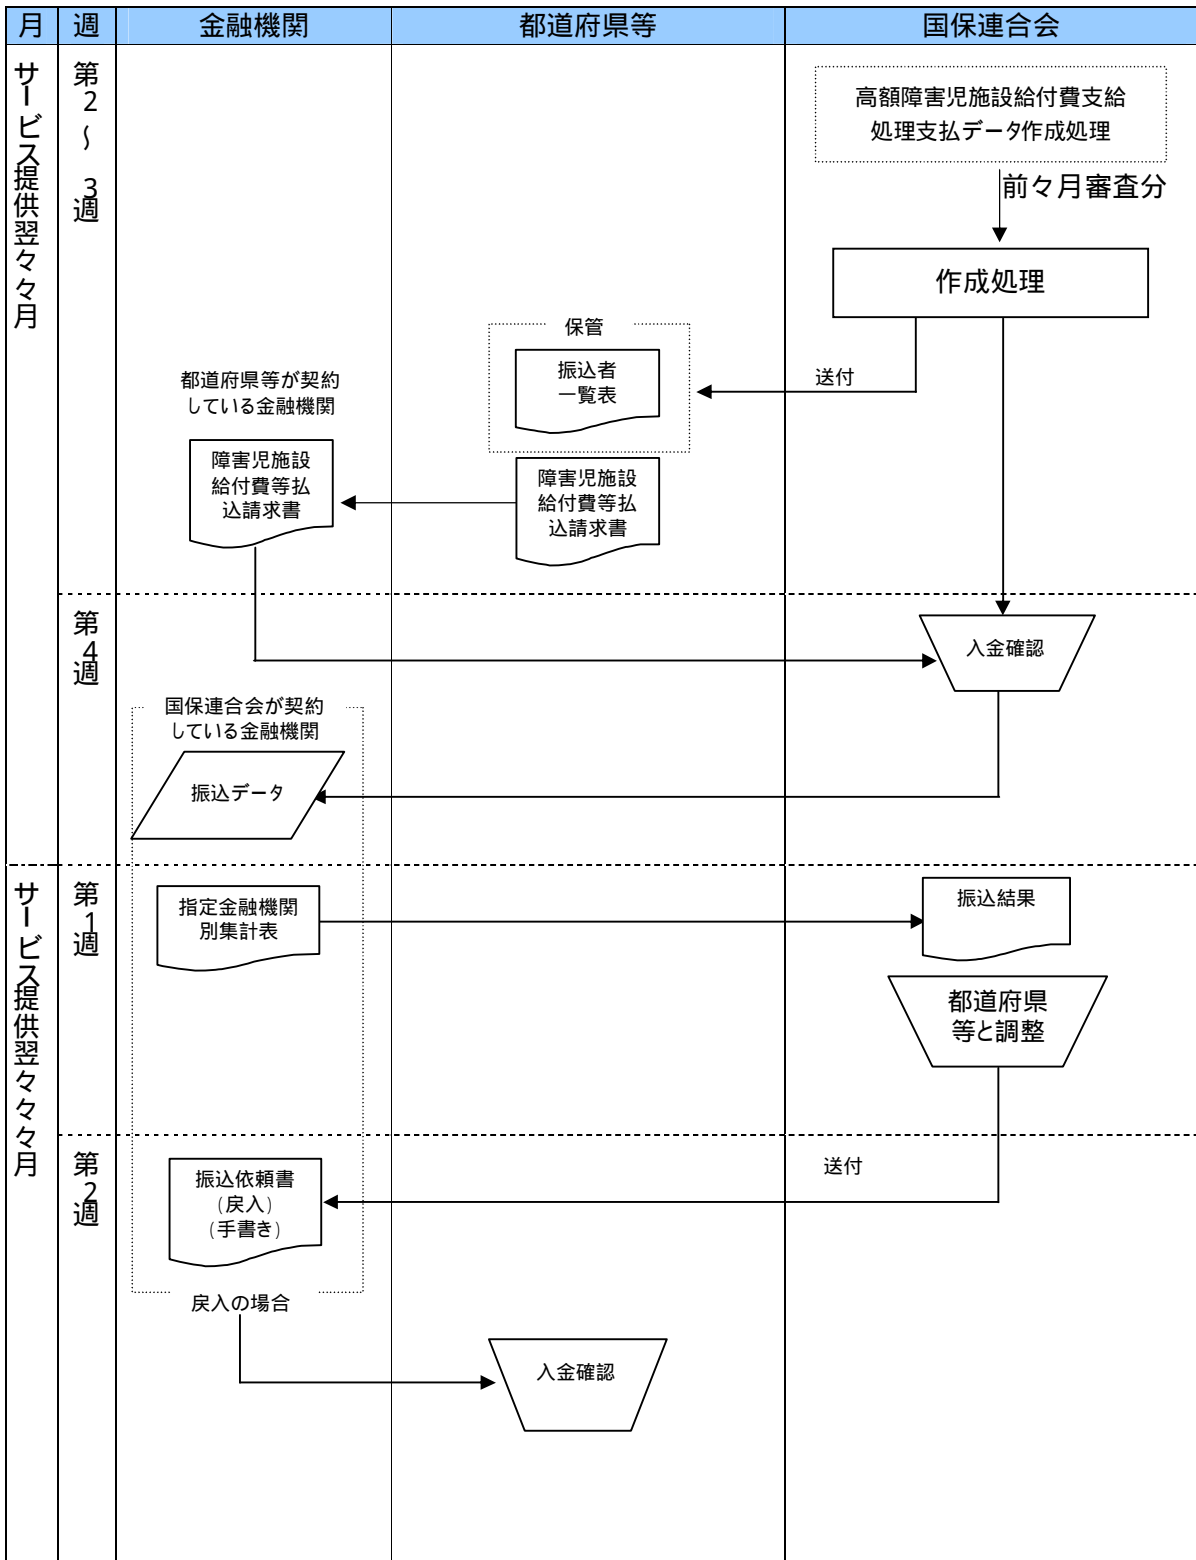 月
週
金融機関
都道府県等
国保連合会
サービス提供翌々々月
第2～3週
高額障害児施設給付費支給
処理支払データ作成処理
前々月審査分
作成処理
保管
振込者
一覧表
送付
都道府県等が契約
している金融機関
障害児施設
給付費等払
込請求書
障害児施設
給付費等払
込請求書
第4週
入金確認
国保連合会が契約
している金融機関
振込データ
サービス提供翌々々々月
第1週
指定金融機関
別集計表
振込結果
都道府県
等と調整
第2週
送付
振込依頼書
(戻入)
(手書き)
戻入の場合
入金確認